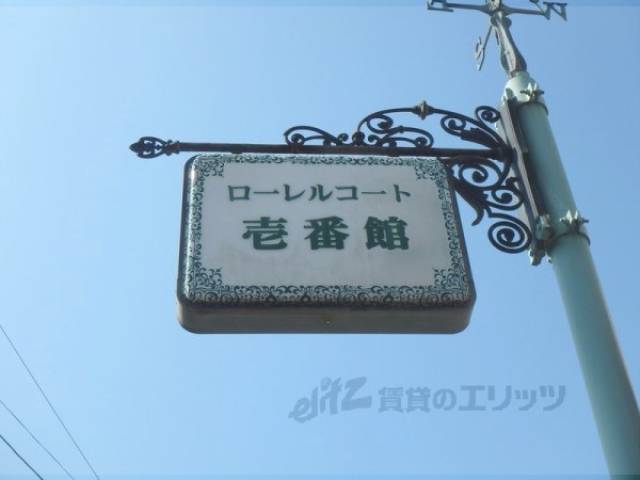 ローレルコート
壱番館
elitz 賃貸のエリッツ